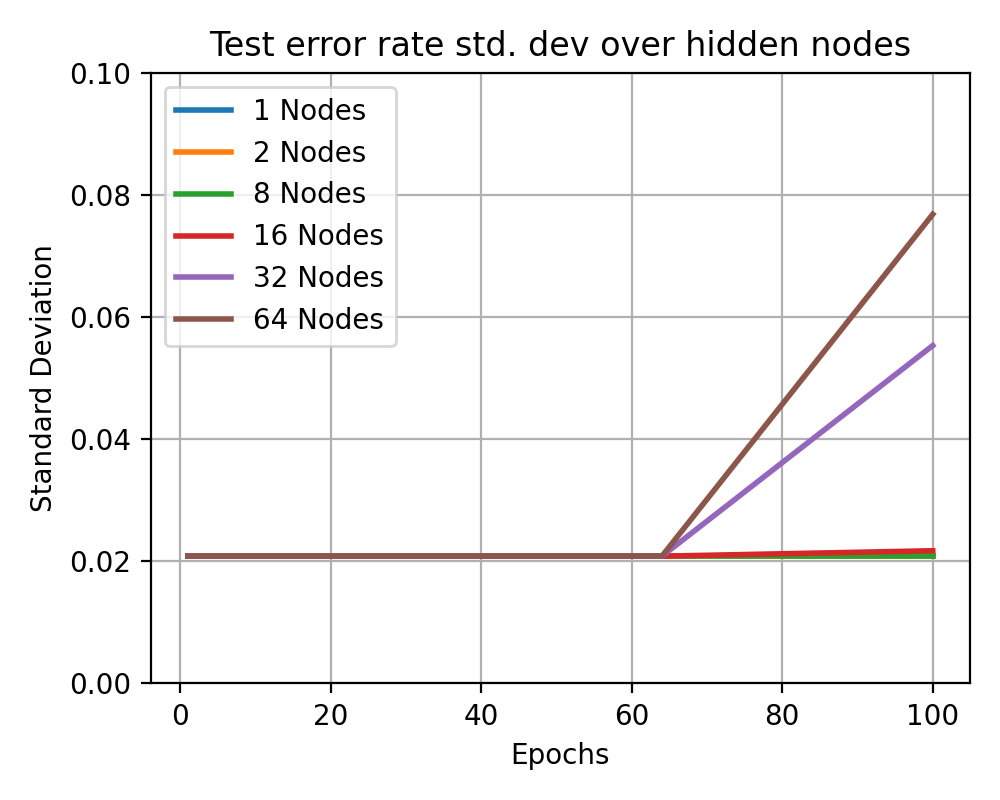 Test error rate std. dev over hidden nodes
0.10
0.08
0.06
0.04
0.02
0.00
Standard Deviation
1 Nodes
2 Nodes
8 Nodes
16 Nodes
32 Nodes
64 Nodes
0 20 40 60 80 100
Epochs